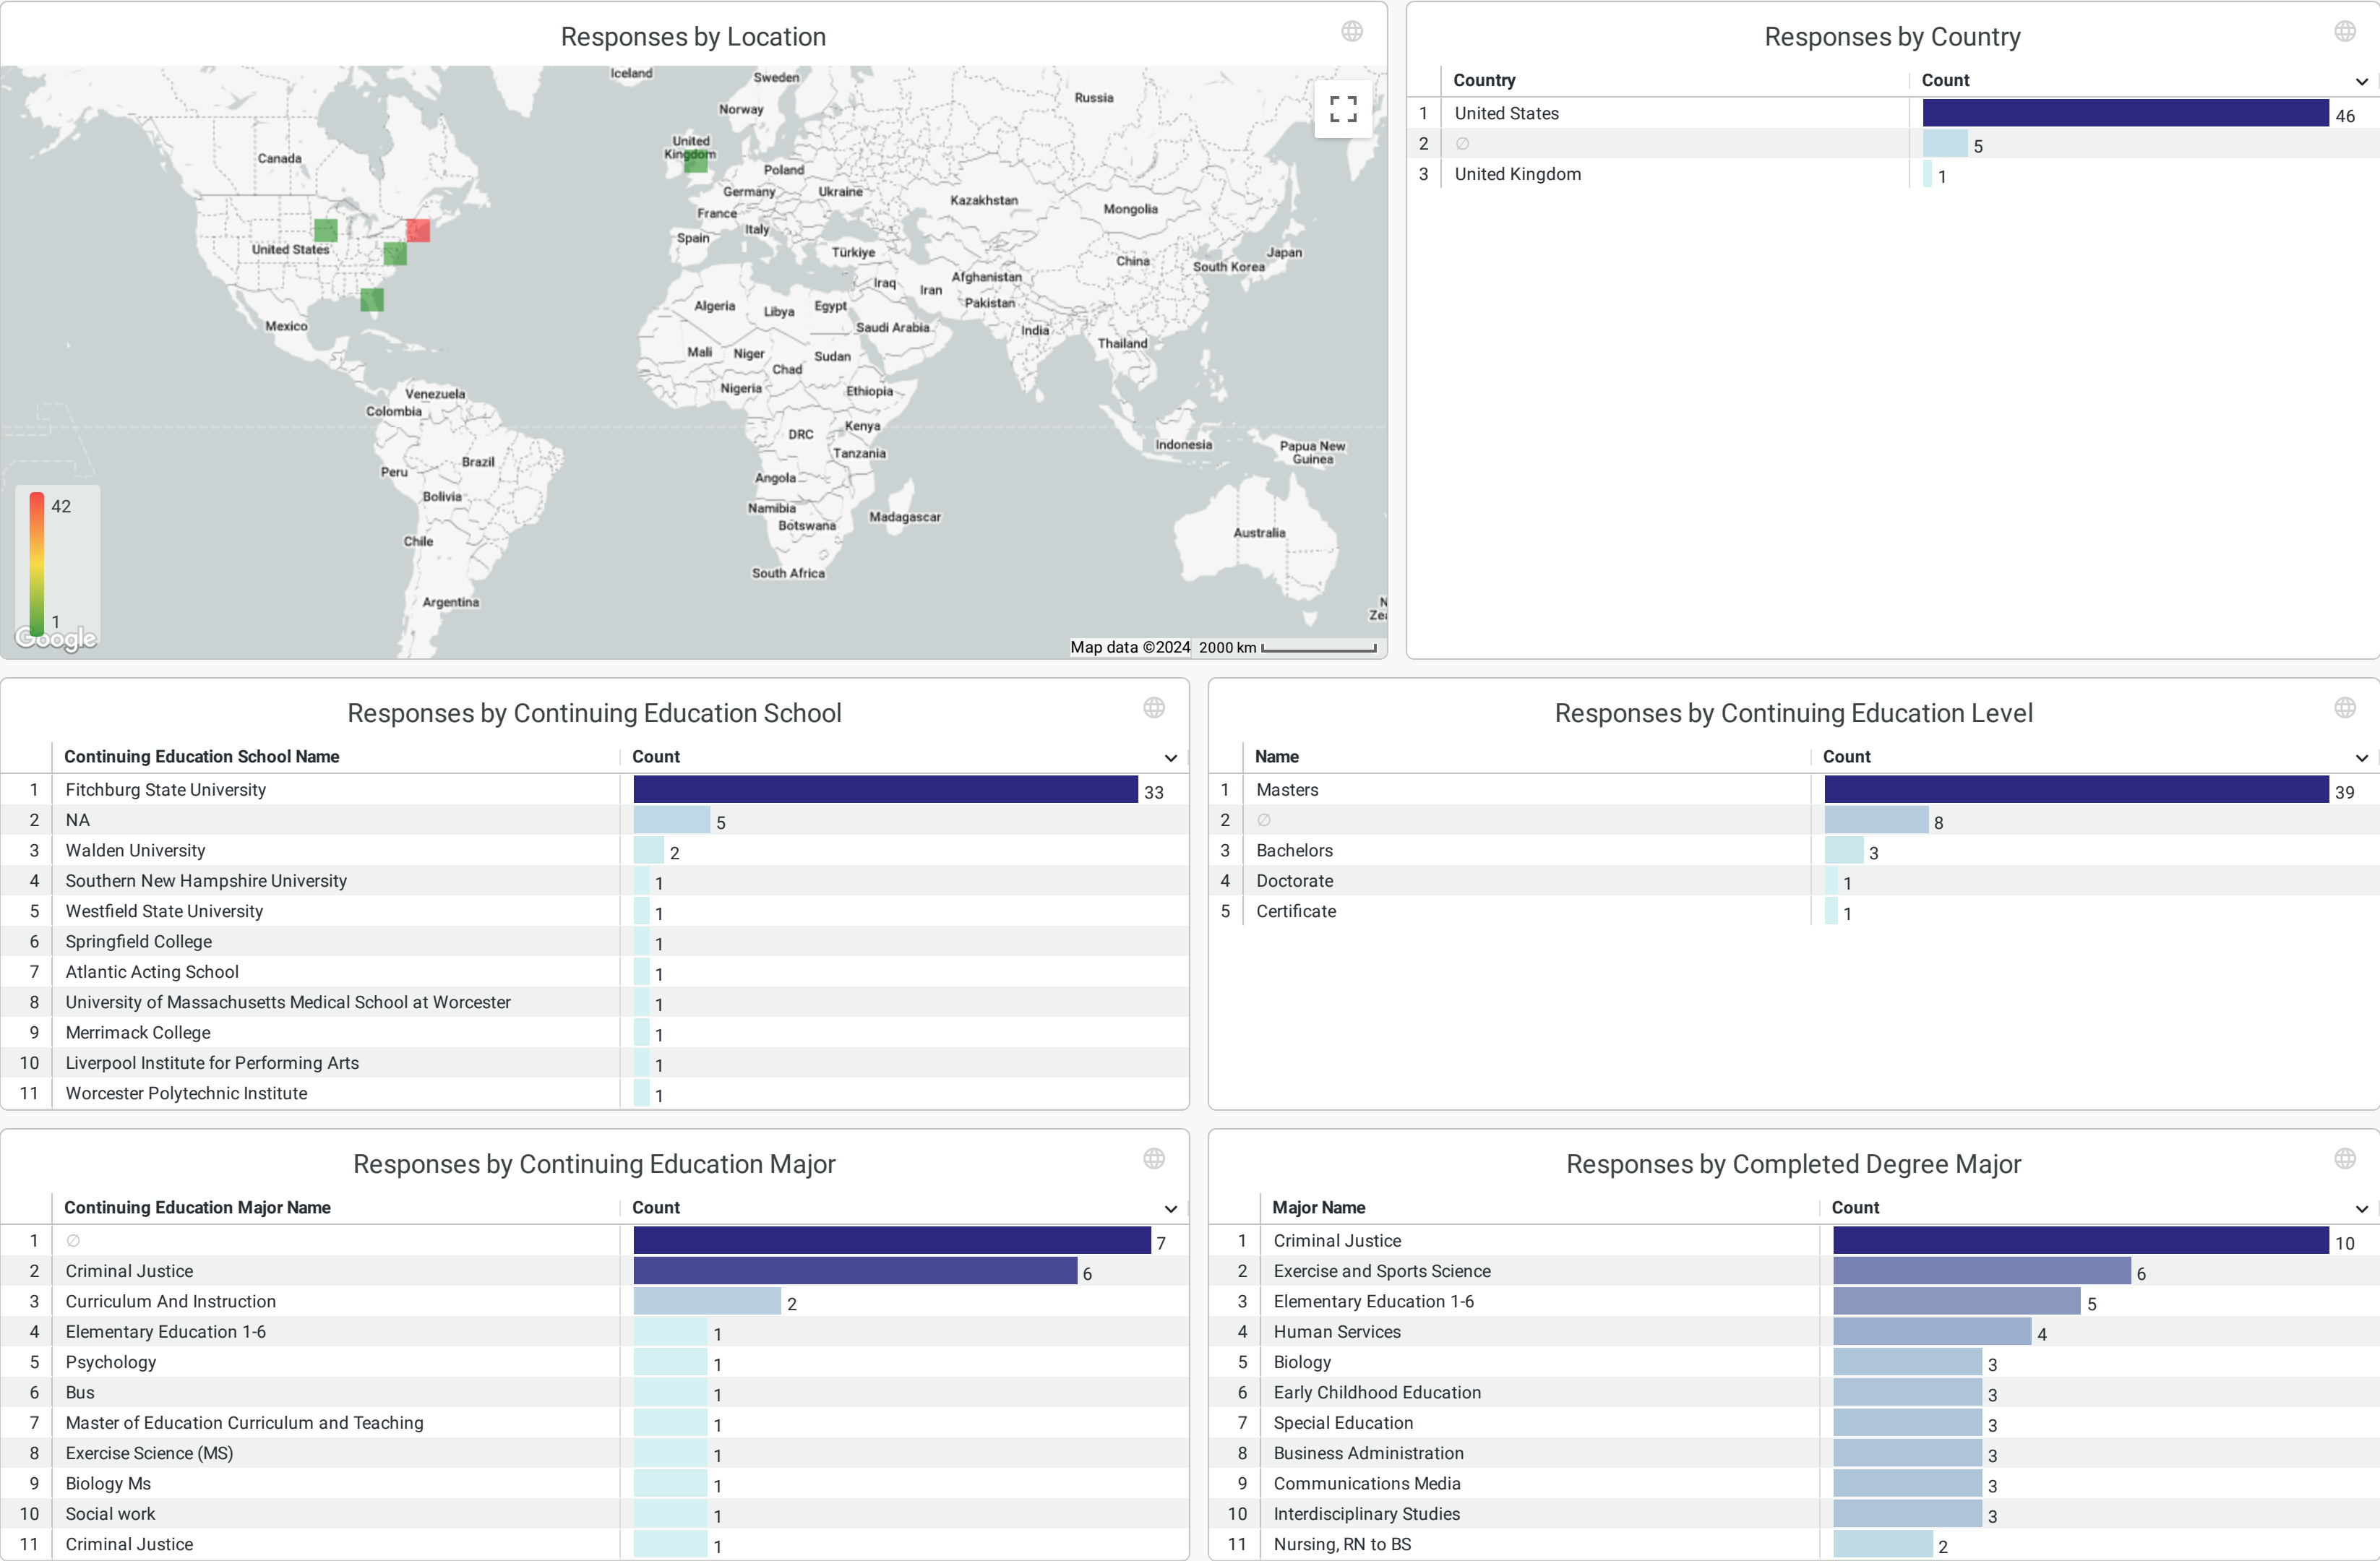 Responses by Location
Iceland
Sweden
Norway
Russia
United
Kingdom
Canada
Poland
Germany
Ukraine
Kazakhstan
Mongolia
France
Italy
Spain
United States
Türkiye
China
South Korea
Japan
Afghanistan
Iraq
Iran
Pakistan
Algeria
Libya
Egypt
Saudi Arabia
India
Mexico
Thailand
Mali
Niger
Sudan
Chad
Nigeria
Ethiopia
Venezuela
Colombia
Kenya
DRC
Tanzania
Indonesia
Papua New
Guinea
Peru
Brazil
Angola
Bolivia
Namibia
Botswana
Madagascar
Australia
Chile
South Africa
Argentina
N
Zea
42
1
Google
Map data ©2024 2000 km
Responses by Country
Country Count
1 United States 46
2 ∅ 5
3 United Kingdom 1
Responses by Continuing Education School
Continuing Education School Name Count
1 Fitchburg State University 33
2 NA 5
3 Walden University 2
4 Southern New Hampshire University 1
5 Westfield State University 1
6 Springfield College 1
7 Atlantic Acting School 1
8 University of Massachusetts Medical School at Worcester 1
9 Merrimack College 1
10 Liverpool Institute for Performing Arts 1
11 Worcester Polytechnic Institute 1
Responses by Continuing Education Level
Name Count
1 Masters 39
2 ∅ 8
3 Bachelors 3
4 Doctorate 1
5 Certificate 1
Responses by Continuing Education Major
Continuing Education Major Name Count
1 ∅ 7
2 Criminal Justice 6
3 Curriculum And Instruction 2
4 Elementary Education 1-6 1
5 Psychology 1
6 Bus 1
7 Master of Education Curriculum and Teaching 1
8 Exercise Science (MS) 1
9 Biology Ms 1
10 Social work 1
11 Criminal Justice 1
Responses by Completed Degree Major
Major Name Count
1 Criminal Justice 10
2 Exercise and Sports Science 6
3 Elementary Education 1-6 5
4 Human Services 4
5 Biology 3
6 Early Childhood Education 3
7 Special Education 3
8 Business Administration 3
9 Communications Media 3
10 Interdisciplinary Studies 3
11 Nursing, RN to BS 2